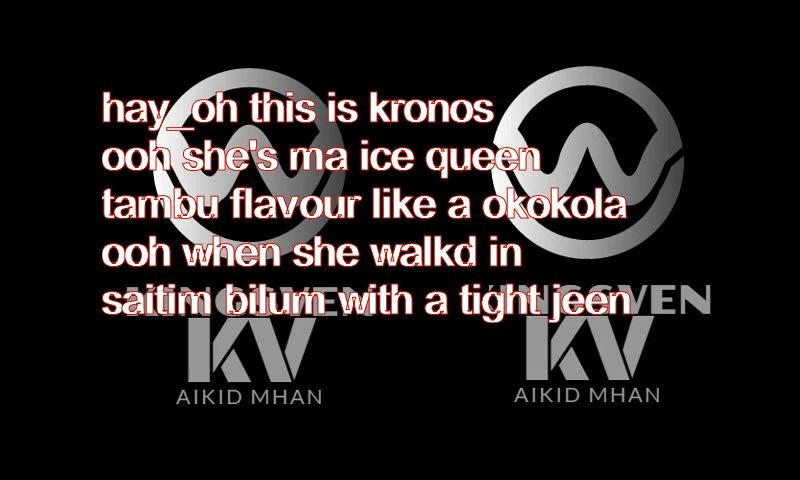 hay_oh this is kronos
ooh she's ma ice queen
tambu flavour like a okokola
ooh when she walkd in
saitim bilum with a tight jeen
KV KV
AIKID MHAN AIKID MHAN